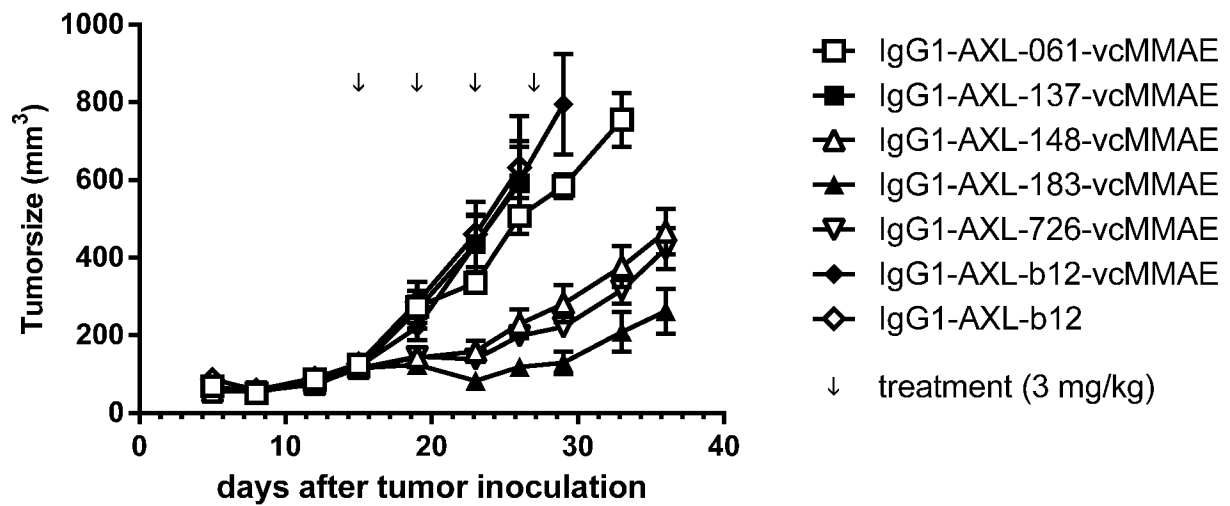 1000
800
600
400
200
0
0 10 20 30 40
Tumorsize (mm³)
days after tumor inoculation
IgG1-AXL-061-vcMMAE
IgG1-AXL-137-vcMMAE
IgG1-AXL-148-vcMMAE
IgG1-AXL-183-vcMMAE
IgG1-AXL-726-vcMMAE
IgG1-AXL-b12-vcMMAE
IgG1-AXL-b12
↓ treatment (3 mg/kg)